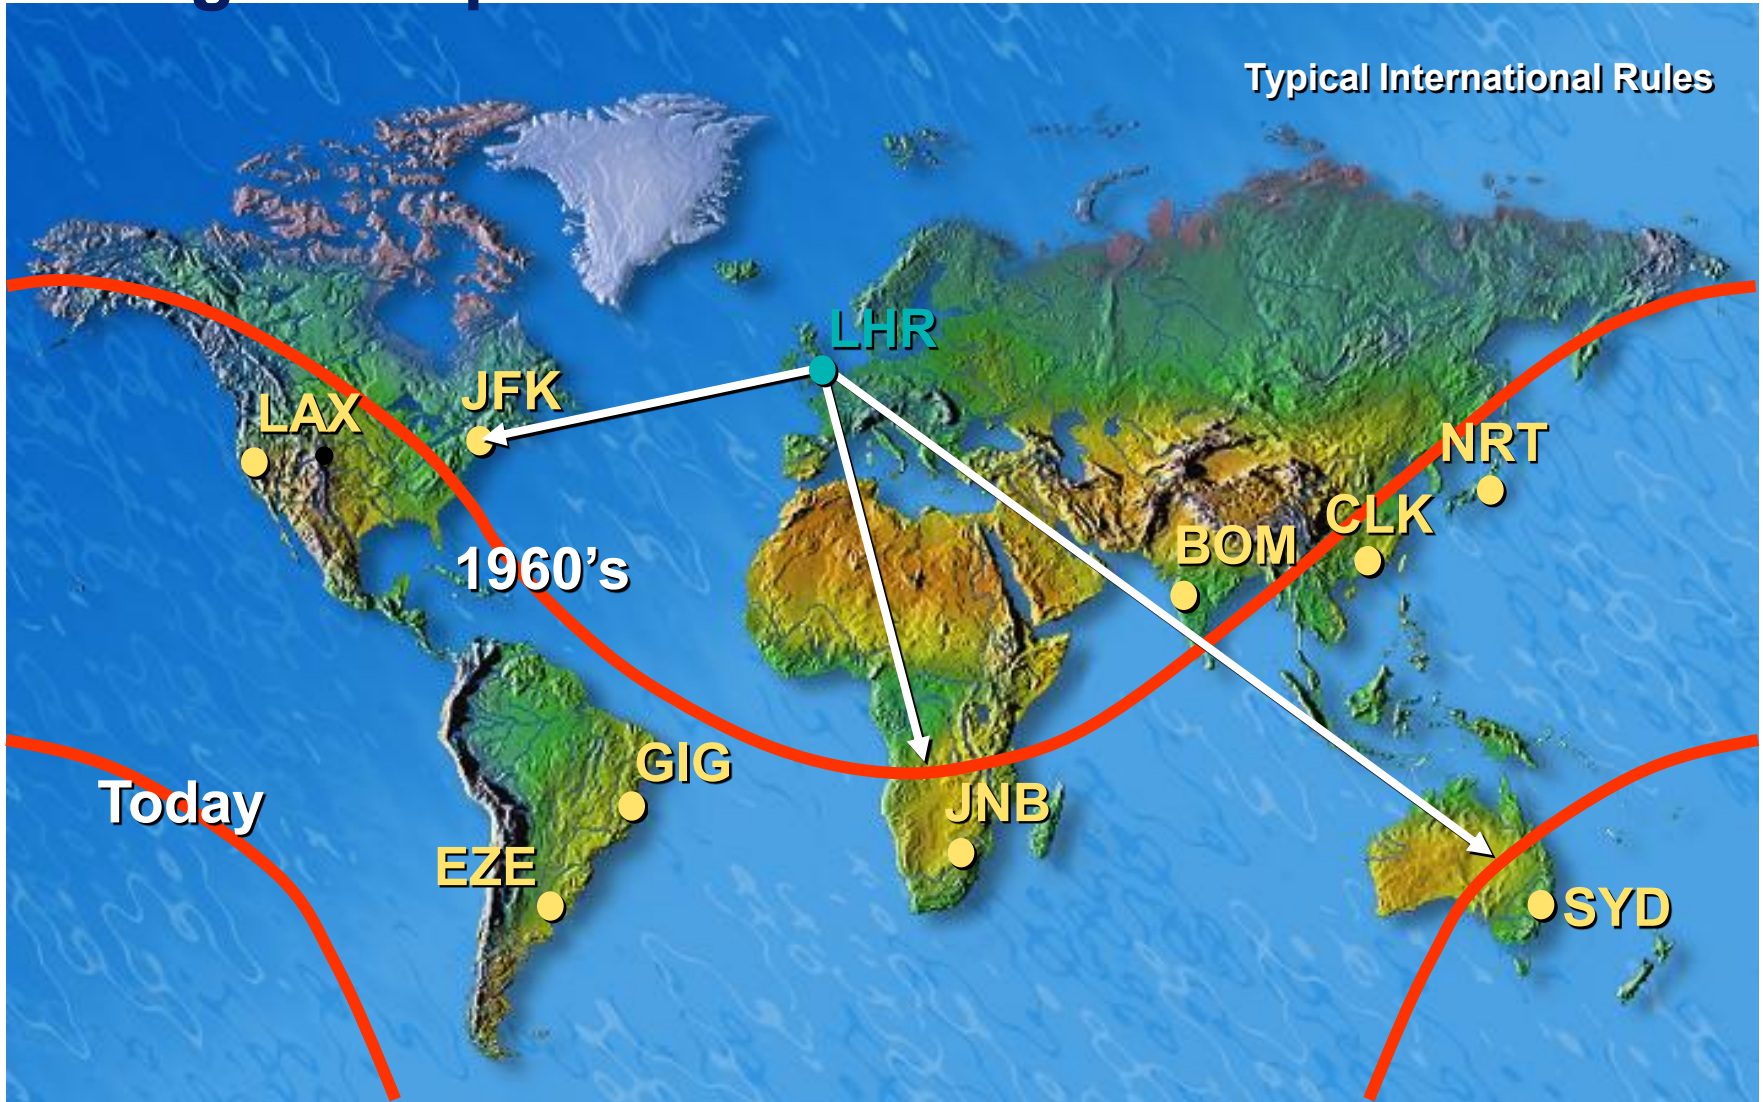 Typical International Rules
LHR
JFK
LAX
NRT
CLK
BOM
1960’s
GIG
Today
JNB
EZE
SYD